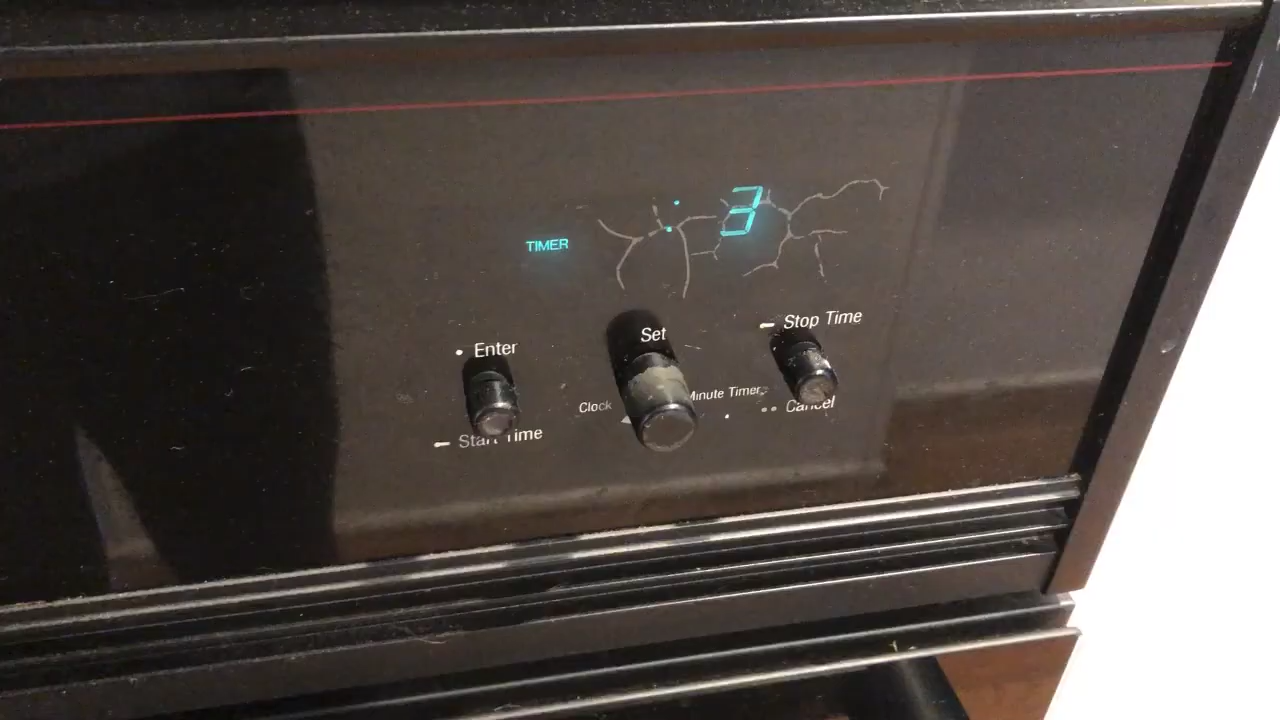 TIMER : 3
Set
Stop Time
Enter
Minute Timer
Clock
Cancel
Start Time